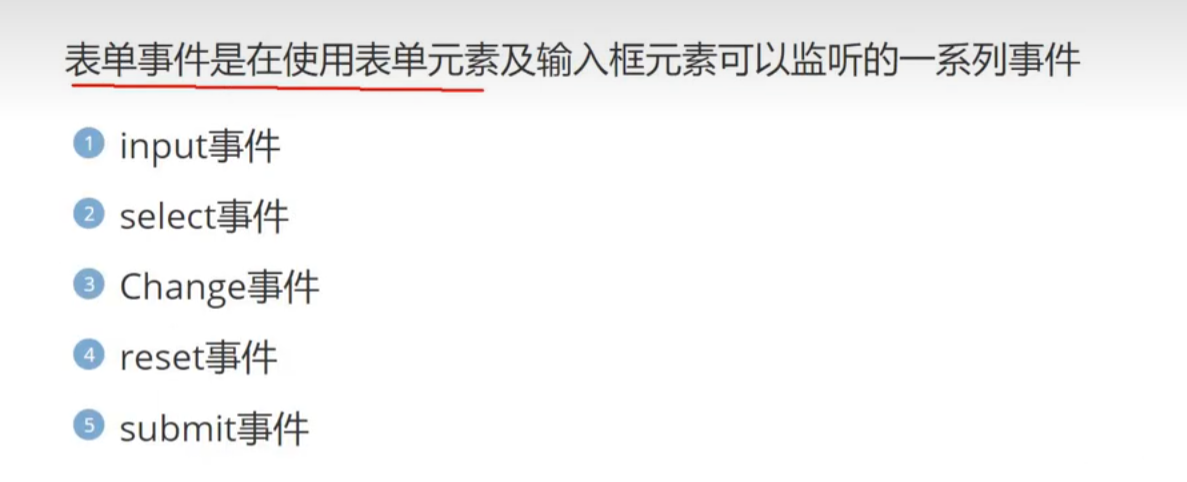 表单事件是在使用表单元素及输入框元素可以监听的一系列事件
1 input事件
2 select事件
3 Change事件
4 reset事件
5 submit事件